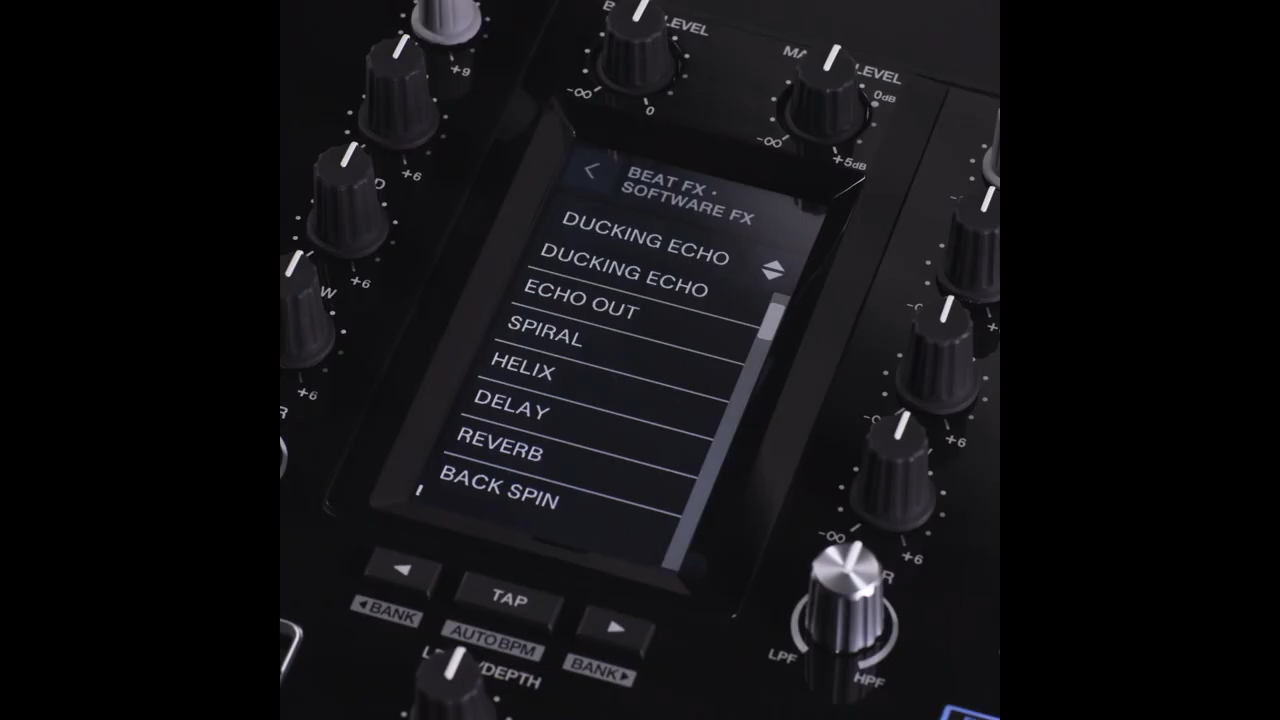 LEVEL
LEVEL
+9
-∞
0
0dB
-∞
+5dB
+6
+6
+6
BEAT FX •
SOFTWARE FX
DUCKING ECHO
DUCKING ECHO
ECHO OUT
SPIRAL
HELIX
DELAY
REVERB
BACK SPIN
-∞
+6
+6
TAP
BANK
AUTO BPM
BANK
/DEPTH
LPF
HPF